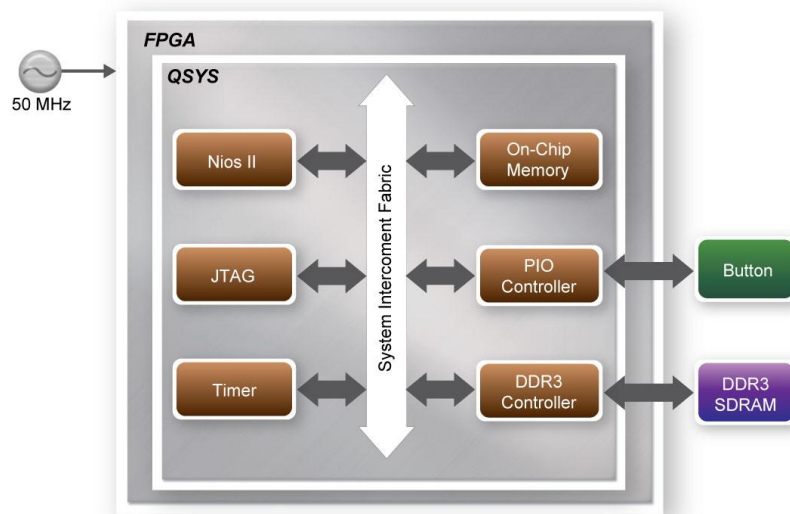 FPGA
QSYS
50 MHz
Nios II
On-Chip
Memory
System Intercoment Fabric
JTAG
PIO
Controller
Button
Timer
DDR3
Controller
DDR3
SDRAM